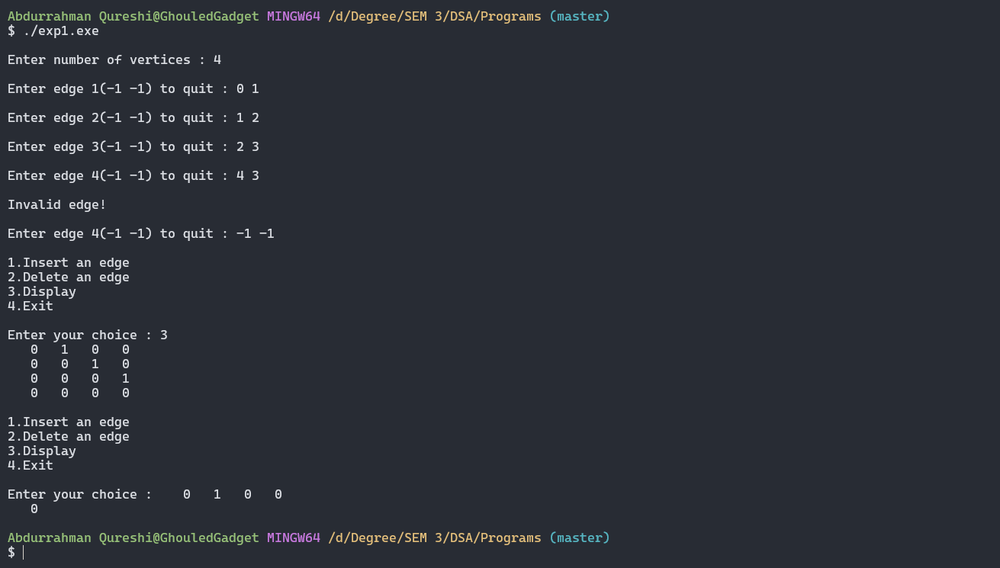 Abdurrahman Qureshi@GhouledGadget MINGW64 /d/Degree/SEM 3/DSA/Programs (master)
$ ./exp1.exe
Enter number of vertices : 4
Enter edge 1(-1 -1) to quit : 0 1
Enter edge 2(-1 -1) to quit : 1 2
Enter edge 3(-1 -1) to quit : 2 3
Enter edge 4(-1 -1) to quit : 4 3
Invalid edge!
Enter edge 4(-1 -1) to quit : -1 -1
1.Insert an edge
2.Delete an edge
3.Display
4.Exit
Enter your choice : 3
   0   1   0   0
   0   0   1   0
   0   0   0   1
   0   0   0   0
1.Insert an edge
2.Delete an edge
3.Display
4.Exit
Enter your choice :    0   1   0   0
   0
Abdurrahman Qureshi@GhouledGadget MINGW64 /d/Degree/SEM 3/DSA/Programs (master)
$